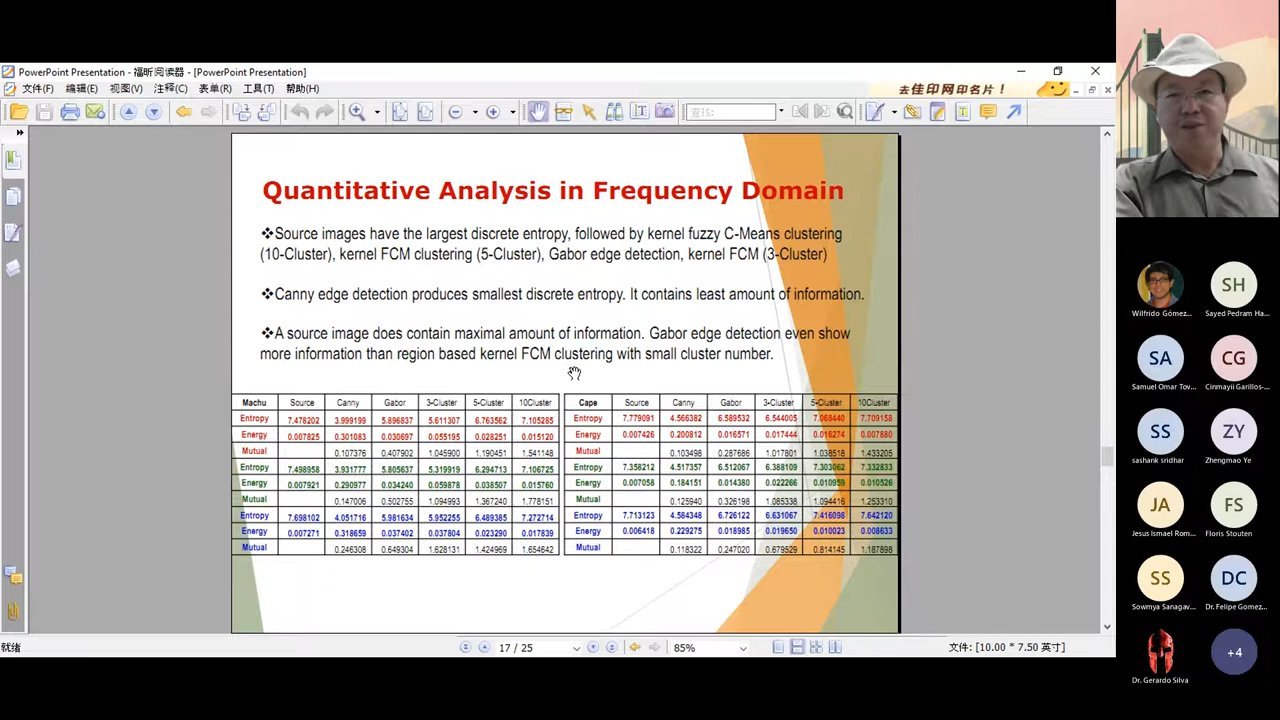 PowerPoint Presentation - 福昕阅读器 - [PowerPoint Presentation]
文件(F) 编辑(E) 视图(V) 注释(C) 表单(R) 工具(T) 帮助(H)
去佳印网印名片！
查找:
Quantitative Analysis in Frequency Domain
❖Source images have the largest discrete entropy, followed by kernel fuzzy C-Means clustering
(10-Cluster), kernel FCM clustering (5-Cluster), Gabor edge detection, kernel FCM (3-Cluster)
❖Canny edge detection produces smallest discrete entropy. It contains least amount of information.
❖A source image does contain maximal amount of information. Gabor edge detection even show
more information than region based kernel FCM clustering with small cluster number.
Machu Source Canny Gabor 3-Cluster 5-Cluster 10Cluster
Entropy 7.478202 3.999199 5.896837 5.611307 6.763562 7.105285
Energy 0.007825 0.301083 0.030697 0.055195 0.028251 0.015120
Mutual 0.107376 0.407902 1.045900 1.190451 1.541148
Entropy 7.498958 3.931777 5.805637 5.319919 6.294713 7.106725
Energy 0.007921 0.290977 0.034240 0.059878 0.038507 0.015760
Mutual 0.147006 0.502755 1.094993 1.367240 1.778151
Entropy 7.698102 4.051716 5.981634 5.952255 6.489385 7.272714
Energy 0.007271 0.318659 0.037402 0.037804 0.023290 0.017839
Mutual 0.246308 0.649304 1.628131 1.424969 1.654642
Cape Source Canny Gabor 3-Cluster 5-Cluster 10Cluster
Entropy 7.779091 4.566382 6.589532 6.544005 7.068440 7.709158
Energy 0.007426 0.200812 0.016571 0.017444 0.016274 0.007880
Mutual 0.103498 0.287686 1.017801 1.038518 1.433205
Entropy 7.358212 4.517357 6.512067 6.388109 7.303062 7.332833
Energy 0.007058 0.184151 0.014380 0.022266 0.010959 0.010526
Mutual 0.125940 0.326198 1.085338 1.094416 1.253310
Entropy 7.713123 4.584348 6.726122 6.631067 7.416098 7.642120
Energy 0.006418 0.229275 0.018985 0.019650 0.010023 0.008633
Mutual 0.118322 0.247020 0.679529 0.814145 1.187898
就绪
17 / 25
85%
文件: [10.00 * 7.50 英寸]
SH
Wilfrido Gómez... Sayed Pedram Ha...
SA CG
Samuel Omar Tov... Cinmayii Garillos-...
SS ZY
sashank sridhar Zhengmao Ye
JA FS
Jesus Ismael Rom... Floris Stouten
SS DC
Sowmya Sanagav... Dr. Felipe Gomez...
+4
Dr. Gerardo Silva